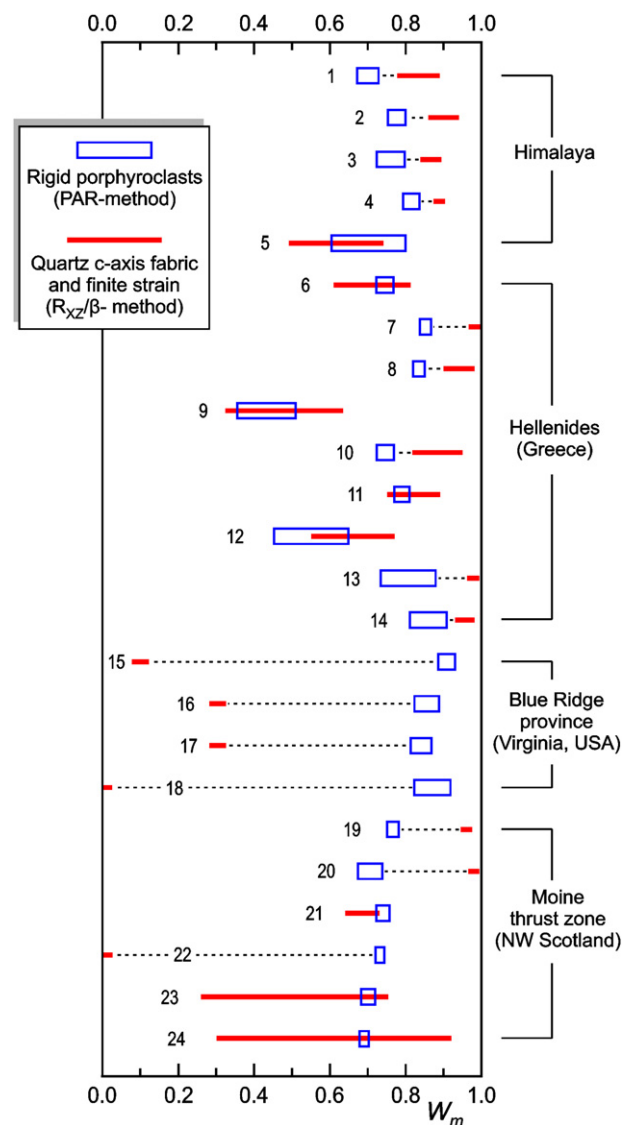 0.0 0.2 0.4 0.6 0.8 1.0
Rigid porphyroclasts
(PAR-method)
Quartz c-axis fabric
and finite strain
(RXZ/β- method)
1
2
3
4
5
6
7
8
9
10
11
12
13
14
15
16
17
18
19
20
21
22
23
24
Himalaya
Hellenides
(Greece)
Blue Ridge
province
(Virginia, USA)
Moine
thrust zone
(NW Scotland)
0.0 0.2 0.4 0.6 0.8 1.0
Wm